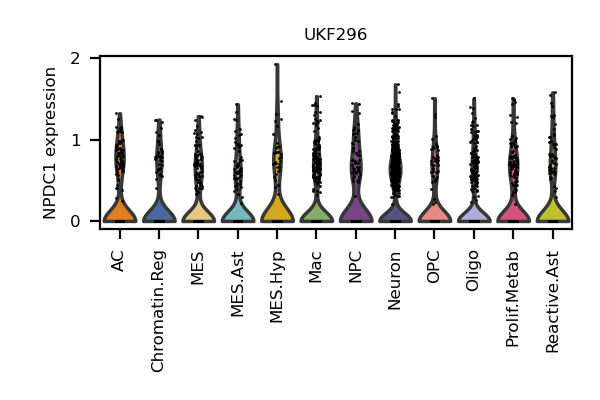 UKF296
NPDC1 expression
2
1
0
AC
Chromatin.Reg
MES
MES.Ast
MES.Hyp
Mac
NPC
Neuron
OPC
Oligo
Prolif.Metab
Reactive.Ast